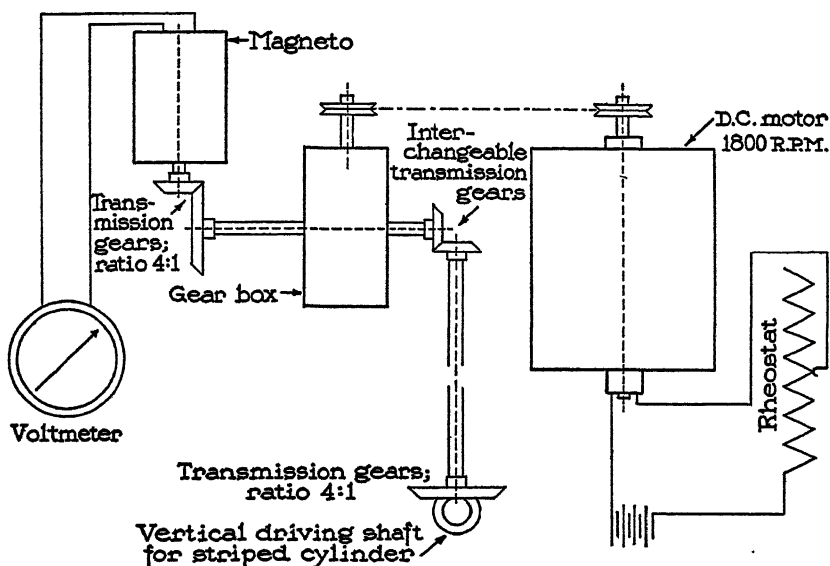 Magneto
D.C. motor
1800 R.P.M.
Inter-
changeable
transmission
gears
Trans-
mission
gears;
ratio 4:1
Gear box
Rheostat
Voltmeter
Transmission gears;
ratio 4:1
Vertical driving shaft
for striped cylinder